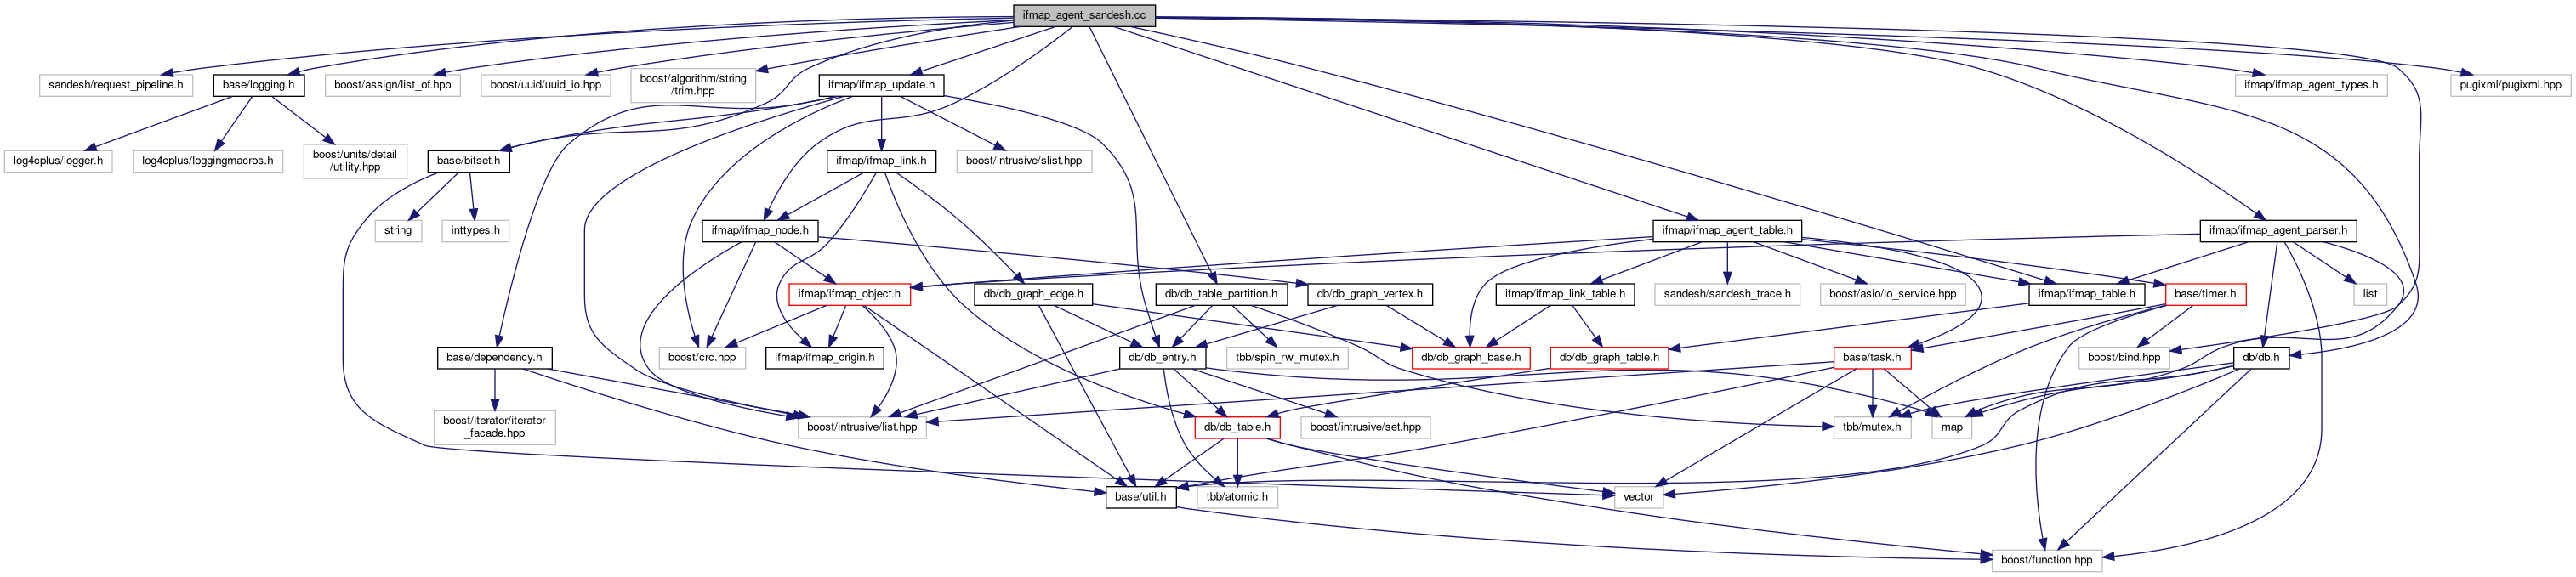 ifmap_agent_sandesh.cc
sandesh/request_pipeline.h
base/logging.h
boost/assign/list_of.hpp
boost/uuid/uuid_io.hpp
boost/algorithm/string
/trim.hpp
ifmap/ifmap_update.h
ifmap/ifmap_agent_types.h
pugixml/pugixml.hpp
log4cplus/logger.h
log4cplus/loggingmacros.h
boost/units/detail
/utility.hpp
base/bitset.h
ifmap/ifmap_link.h
boost/intrusive/slist.hpp
string
inttypes.h
ifmap/ifmap_node.h
ifmap/ifmap_agent_table.h
ifmap/ifmap_agent_parser.h
ifmap/ifmap_object.h
db/db_graph_edge.h
db/db_table_partition.h
db/db_graph_vertex.h
ifmap/ifmap_link_table.h
sandesh/sandesh_trace.h
boost/asio/io_service.hpp
ifmap/ifmap_table.h
base/timer.h
list
base/dependency.h
boost/crc.hpp
ifmap/ifmap_origin.h
db/db_entry.h
tbb/spin_rw_mutex.h
db/db_graph_base.h
db/db_graph_table.h
base/task.h
boost/bind.hpp
db/db.h
boost/iterator/iterator
_facade.hpp
boost/intrusive/list.hpp
db/db_table.h
boost/intrusive/set.hpp
tbb/mutex.h
map
base/util.h
tbb/atomic.h
vector
boost/function.hpp